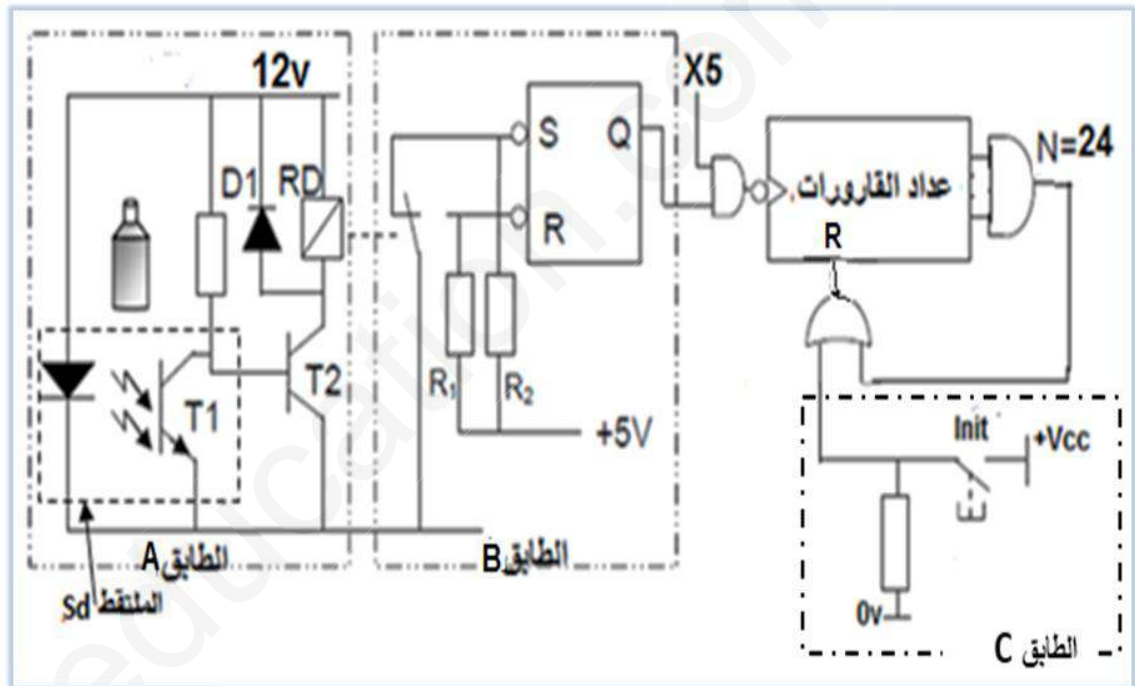 12v
D1 RD
T1
T2
الملتقط Sd
الطابق A
S Q
R
R1 R2
+5V
الطابق B
X5
عداد القارورات
R
N=24
Init
+Vcc
0v
الطابق C